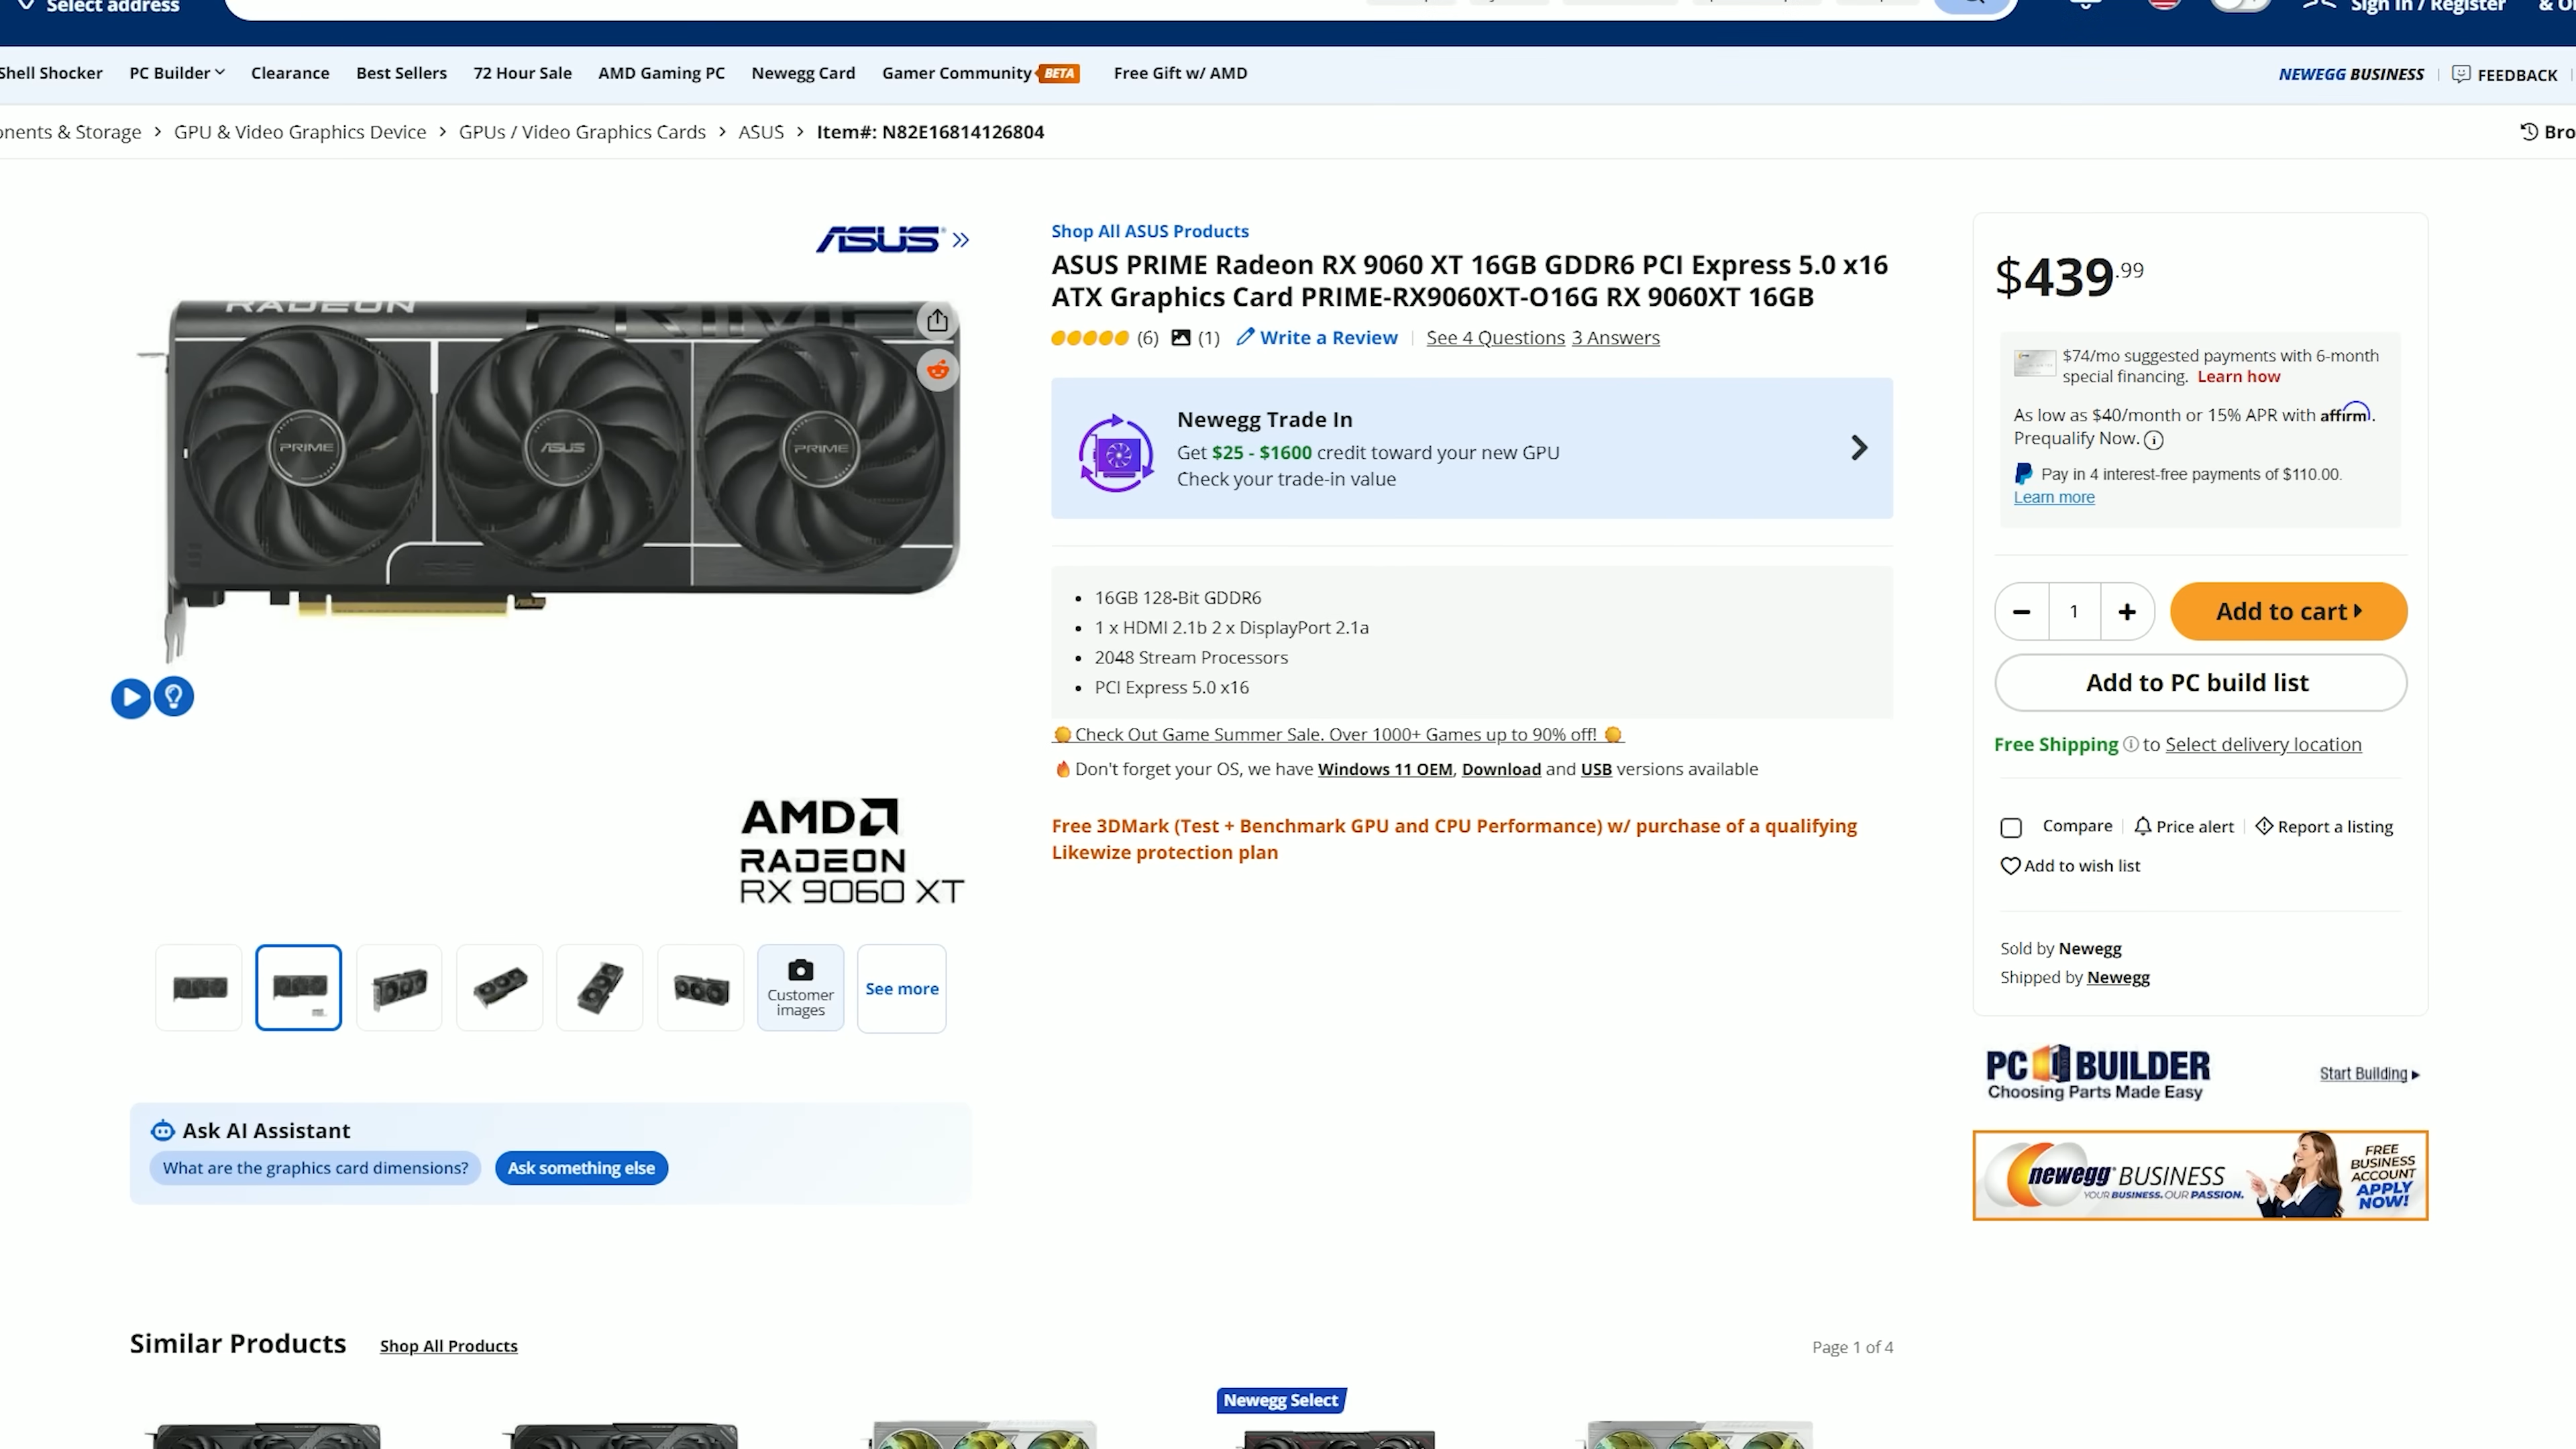 Select address
Sign in / Register
Shell Shocker PC Builder Clearance Best Sellers 72 Hour Sale AMD Gaming PC Newegg Card Gamer Community BETA Free Gift w/ AMD
NEWEGG BUSINESS FEEDBACK
nents & Storage > GPU & Video Graphics Device > GPUs / Video Graphics Cards > ASUS > Item#: N82E16814126804
Bro
ASUS
RADEON
PRIME
PRIME
ASUS
PRIME
AMD
RADEON
RX 9060 XT
Customer
images
See more
Ask AI Assistant
What are the graphics card dimensions? Ask something else
Shop All ASUS Products
ASUS PRIME Radeon RX 9060 XT 16GB GDDR6 PCI Express 5.0 x16
ATX Graphics Card PRIME-RX9060XT-O16G RX 9060XT 16GB
(6) (1) Write a Review See 4 Questions 3 Answers
Newegg Trade In
Get $25 - $1600 credit toward your new GPU
Check your trade-in value
• 16GB 128-Bit GDDR6
• 1 x HDMI 2.1b 2 x DisplayPort 2.1a
• 2048 Stream Processors
• PCI Express 5.0 x16
Check Out Game Summer Sale. Over 1000+ Games up to 90% off!
Don't forget your OS, we have Windows 11 OEM, Download and USB versions available
Free 3DMark (Test + Benchmark GPU and CPU Performance) w/ purchase of a qualifying
Likewize protection plan
$439.99
$74/mo suggested payments with 6-month
special financing. Learn how
As low as $40/month or 15% APR with affirm.
Prequalify Now.
Pay in 4 interest-free payments of $110.00.
Learn more
1
Add to cart
Add to PC build list
Free Shipping to Select delivery location
Compare Price alert Report a listing
Add to wish list
Sold by Newegg
Shipped by Newegg
PC BUILDER
Choosing Parts Made Easy
Start Building
newegg BUSINESS
YOUR BUSINESS. OUR PASSION.
FREE
BUSINESS
ACCOUNT
APPLY
NOW!
Similar Products Shop All Products
Page 1 of 4
Newegg Select